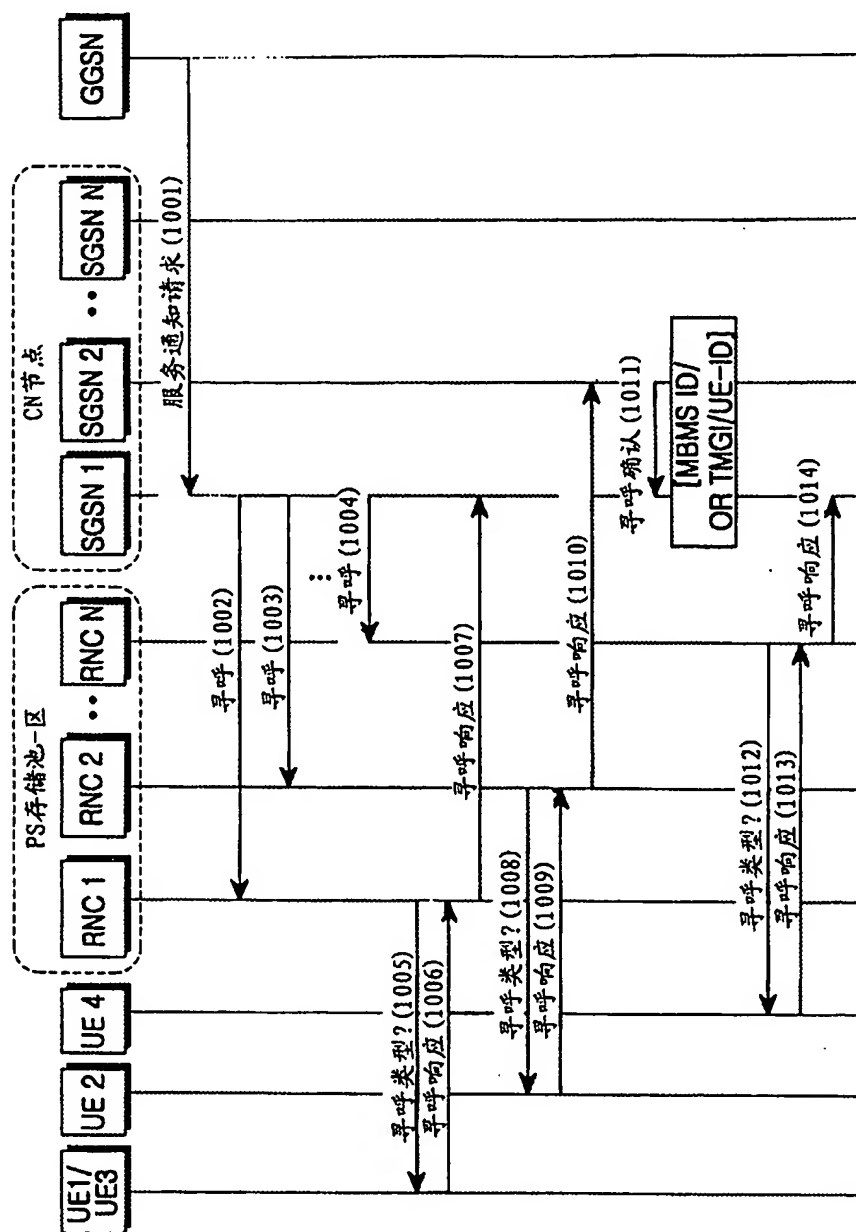 PS存储池-区
CN节点
UE1/
UE3
UE 2
UE 4
RNC 1
RNC 2
••
RNC N
SGSN 1
SGSN 2
••
SGSN N
GGSN
服务通知请求(1001)
寻呼(1002)
寻呼(1003)
⋮
寻呼(1004)
寻呼类型?(1005)
寻呼响应(1006)
寻呼响应(1007)
寻呼类型?(1008)
寻呼响应(1009)
寻呼响应(1010)
寻呼确认(1011)
[MBMS ID/
OR TMGI/UE-ID]
寻呼类型?(1012)
寻呼响应(1013)
寻呼响应(1014)